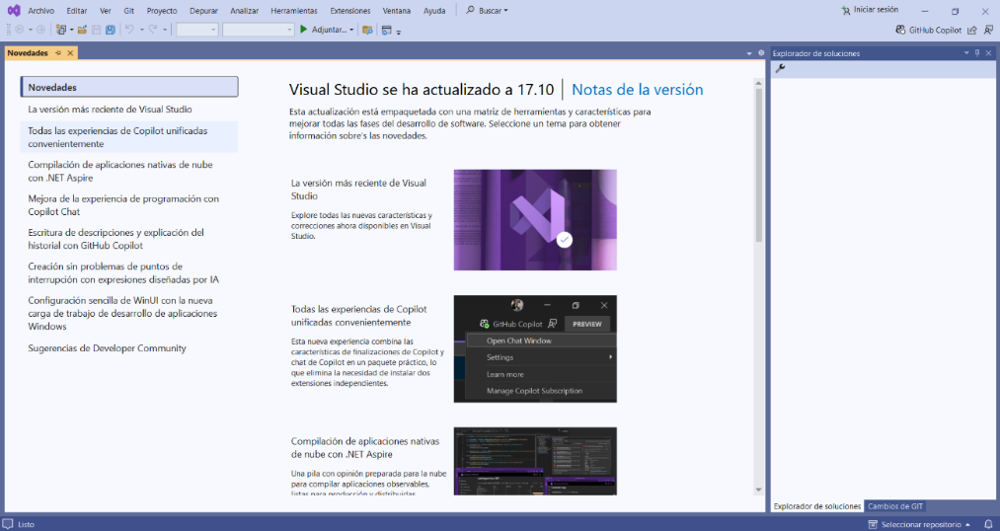 Archivo Editar Ver Git Proyecto Depurar Analizar Herramientas Extensiones Ventana Ayuda Buscar Iniciar sesión
Adjuntar... GitHub Copilot
Novedades
Explorador de soluciones
Novedades
La versión más reciente de Visual Studio
Todas las experiencias de Copilot unificadas
convenientemente
Compilación de aplicaciones nativas de nube
con .NET Aspire
Mejora de la experiencia de programación con
Copilot Chat
Escritura de descripciones y explicación del
historial con GitHub Copilot
Creación sin problemas de puntos de
interrupción con expresiones diseñadas por IA
Configuración sencilla de WinUI con la nueva
carga de trabajo de desarrollo de aplicaciones
Windows
Sugerencias de Developer Community
Visual Studio se ha actualizado a 17.10 Notas de la versión
Esta actualización está empaquetada con una matriz de herramientas y características para
mejorar todas las fases del desarrollo de software. Seleccione un tema para obtener
información sobre's las novedades.
La versión más reciente de Visual
Studio
Explore todas las nuevas características y
correcciones ahora disponibles en Visual
Studio.
Todas las experiencias de Copilot
unificadas convenientemente
Esta nueva experiencia combina las
características de finalizaciones de Copilot y
chat de Copilot en un paquete práctico, lo
que elimina la necesidad de instalar dos
extensiones independientes.
GitHub Copilot PREVIEW
Open Chat Window
Settings
Learn more
Manage Copilot Subscription
Compilación de aplicaciones nativas
de nube con .NET Aspire
Una pila con opinión preparada para la nube
para compilar aplicaciones observables,
listas para producción y distribuidas.
Explorador de soluciones Cambios de GIT
Listo Seleccionar repositorio